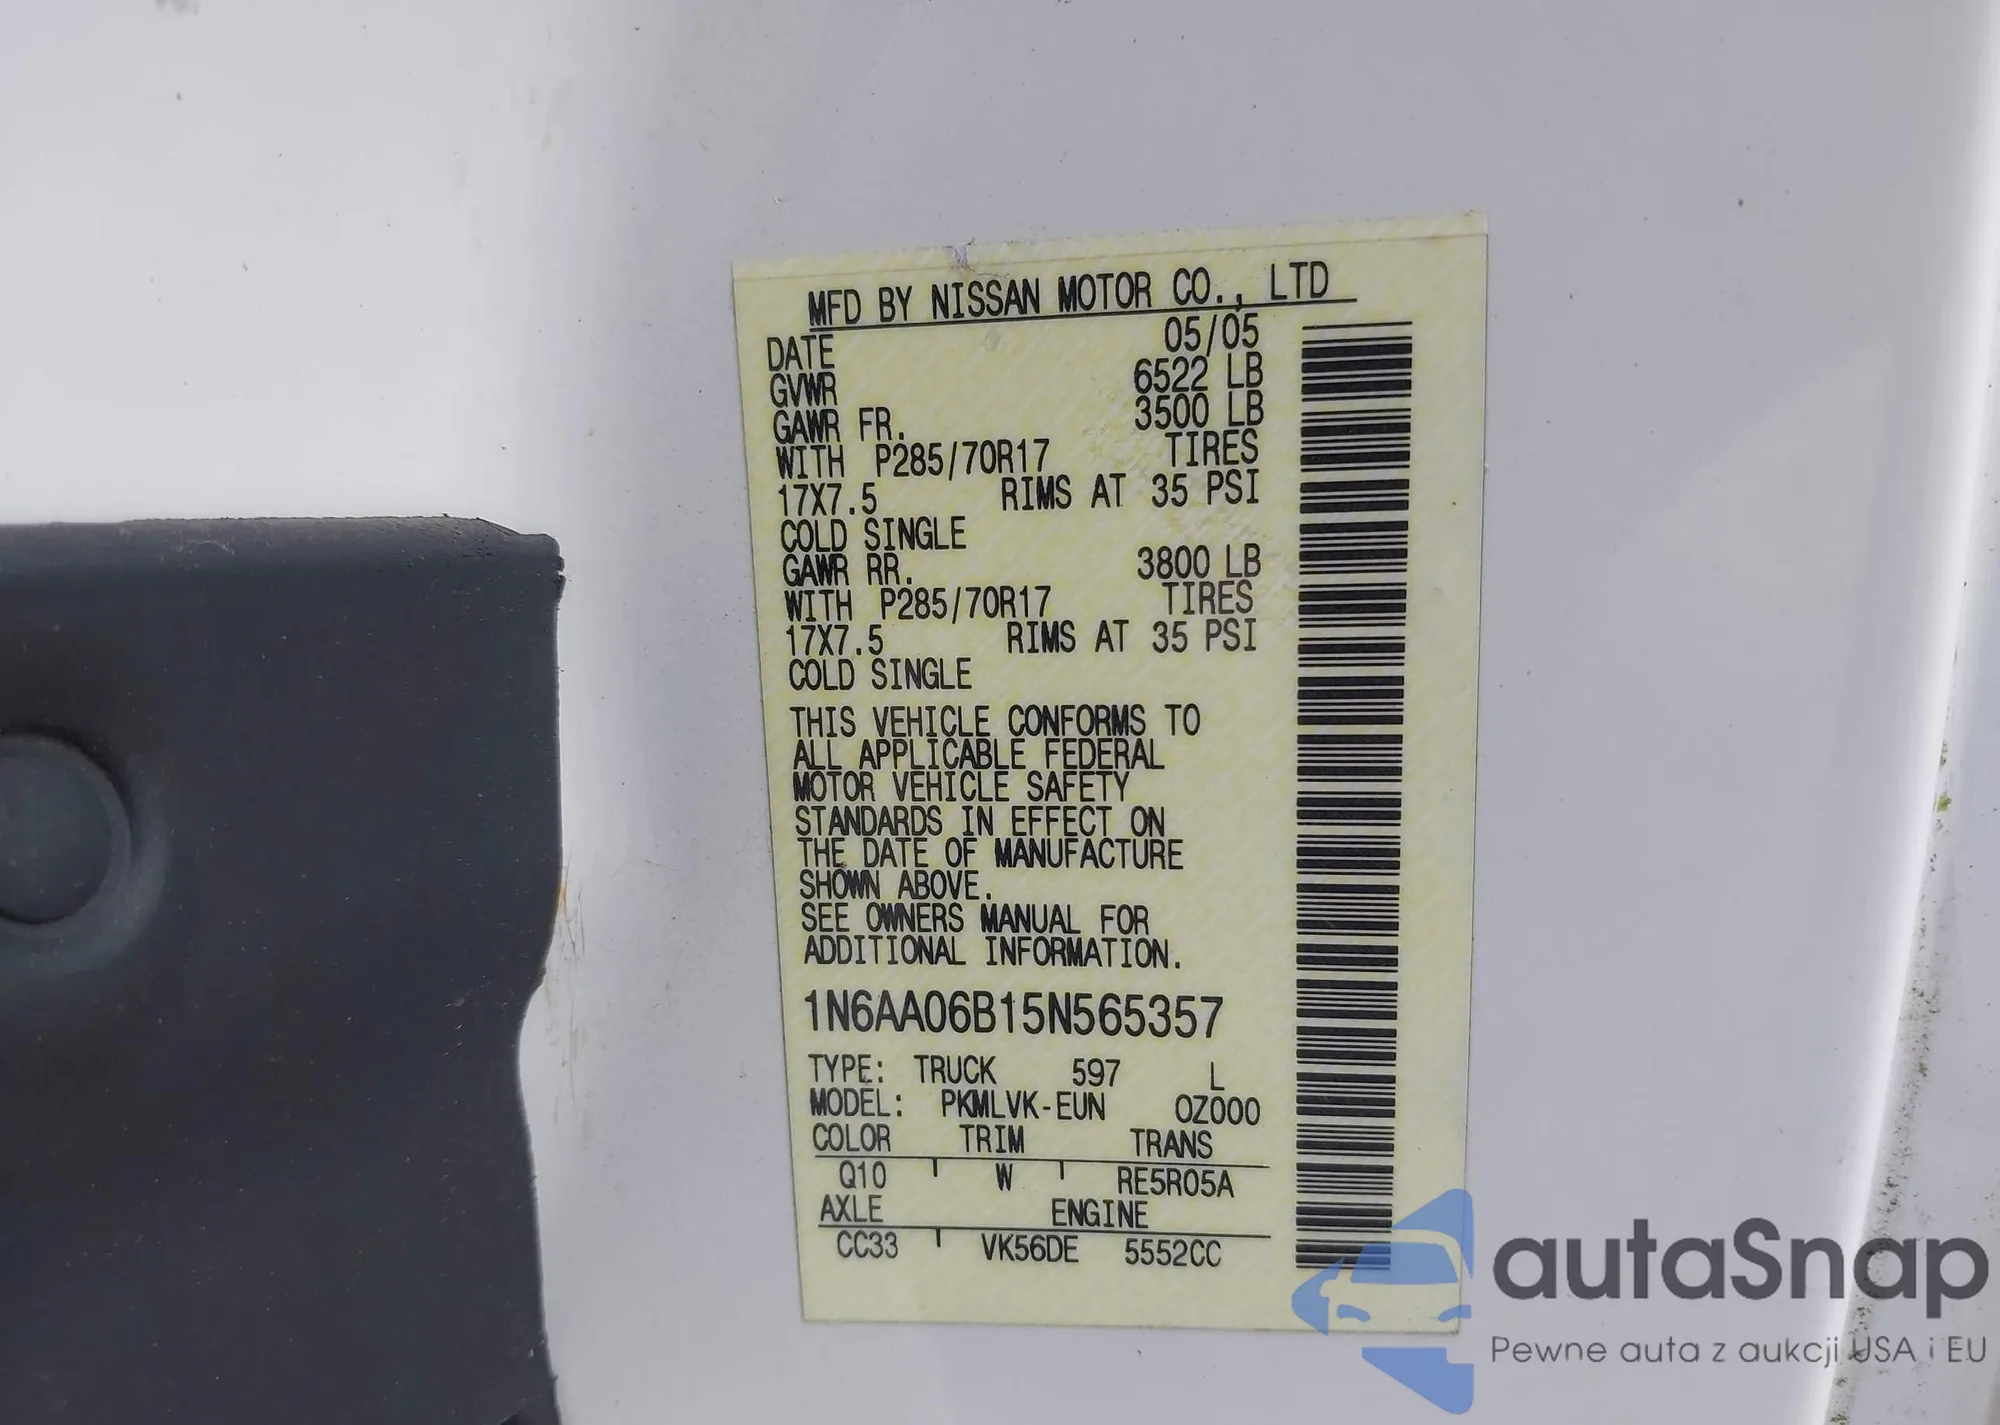 MFD BY NISSAN MOTOR CO., LTD
DATE 05/05
GVWR 6522 LB
GAWR FR. 3500 LB
WITH P285/70R17 TIRES
17X7.5 RIMS AT 35 PSI
COLD SINGLE
GAWR RR. 3800 LB
WITH P285/70R17 TIRES
17X7.5 RIMS AT 35 PSI
COLD SINGLE
THIS VEHICLE CONFORMS TO
ALL APPLICABLE FEDERAL
MOTOR VEHICLE SAFETY
STANDARDS IN EFFECT ON
THE DATE OF MANUFACTURE
SHOWN ABOVE.
SEE OWNERS MANUAL FOR
ADDITIONAL INFORMATION.
1N6AA06B15N565357
TYPE: TRUCK 597 L
MODEL: PKMLVK-EUN 0Z000
COLOR TRIM TRANS
Q10 W RE5R05A
AXLE ENGINE
CC33 VK56DE 5552CC
autaSnap
Pewne auta z aukcji USA i EU